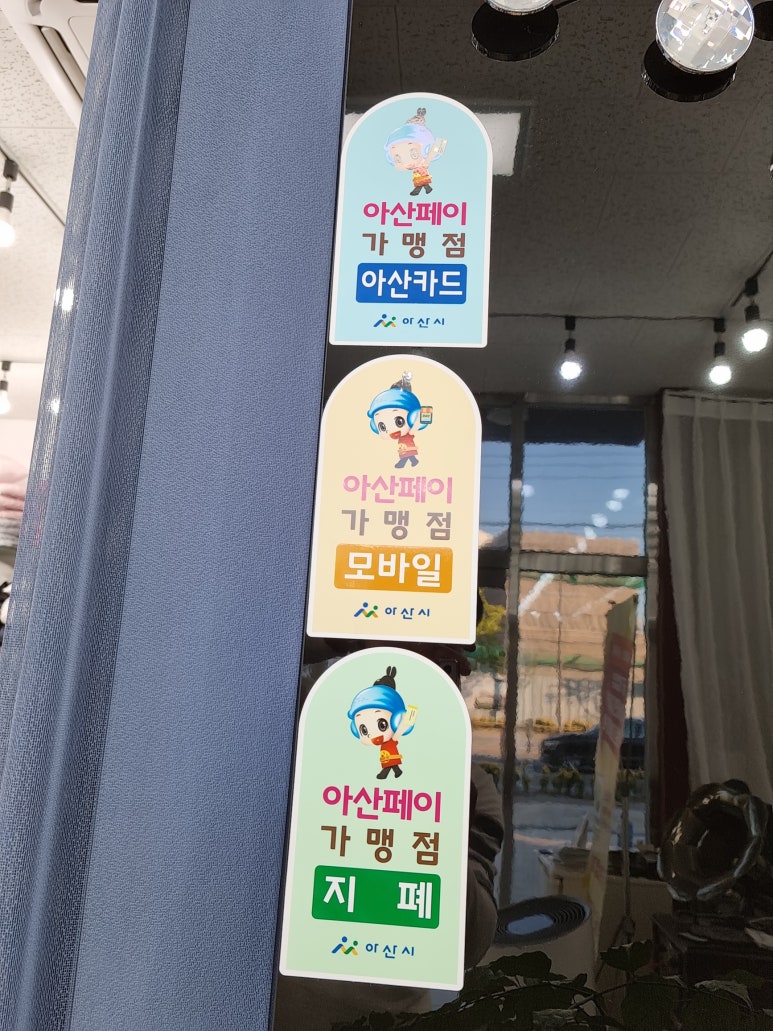 아산페이
가 맹 점
아산카드
아산시
아산페이
가 맹 점
모바일
아산시
아산페이
가 맹 점
지 폐
아산시